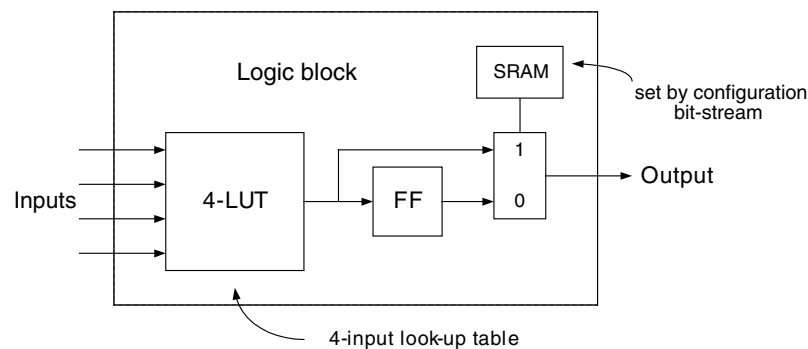 Logic block
SRAM
set by configuration
bit-stream
1
Inputs
4-LUT
FF
0
Output
4-input look-up table